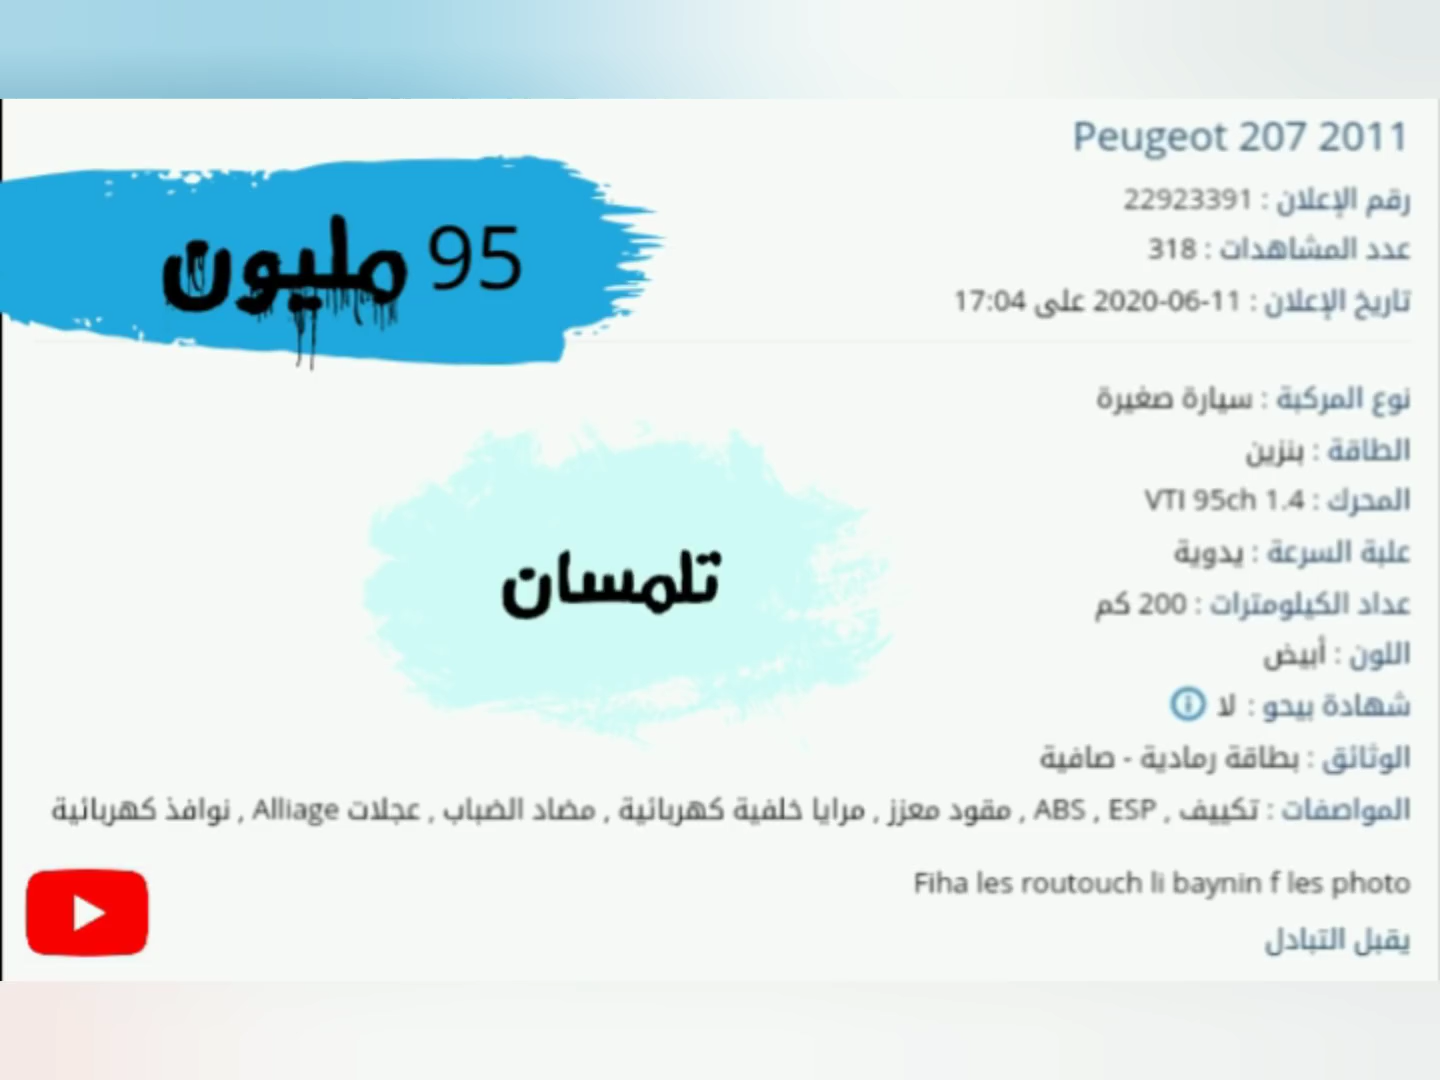 Peugeot 207 2011
رقم الإعلان : 22923391
عدد المشاهدات : 318
تاريخ الإعلان : 11-06-2020 على 17:04
95 مليون
نوع المركبة : سيارة صغيرة
الطاقة : بنزين
المحرك : 1.4 VTI 95ch
علبة السرعة : يدوية
تلمسان
عداد الكيلومترات : 200 كم
اللون : أبيض
شهادة بيحو : لا
الوثائق : بطاقة رمادية - صافية
المواصفات : تكييف , ABS , ESP , مقود معزز , مرايا خلفية كهربائية , مضاد الضباب , عجلات Alliage , نوافذ كهربائية
Fiha les routouch li baynin f les photo
يقبل التبادل